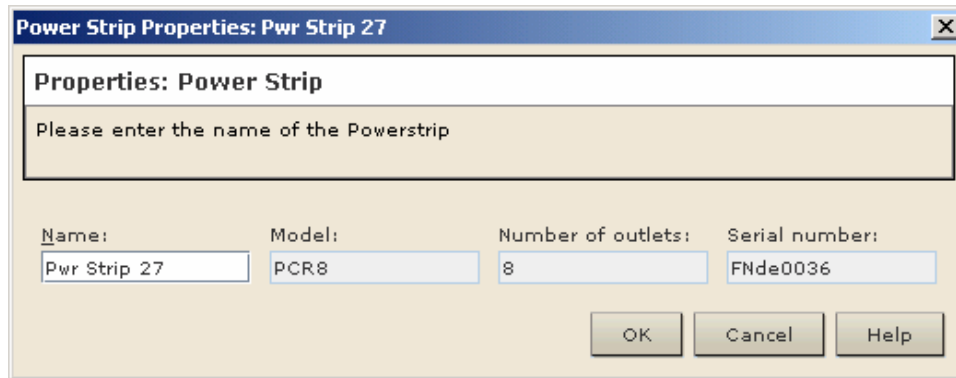 Power Strip Properties: Pwr Strip 27
Properties: Power Strip
Please enter the name of the Powerstrip
Name: Model: Number of outlets: Serial number:
Pwr Strip 27 PCR8 8 FNde0036
OK Cancel Help